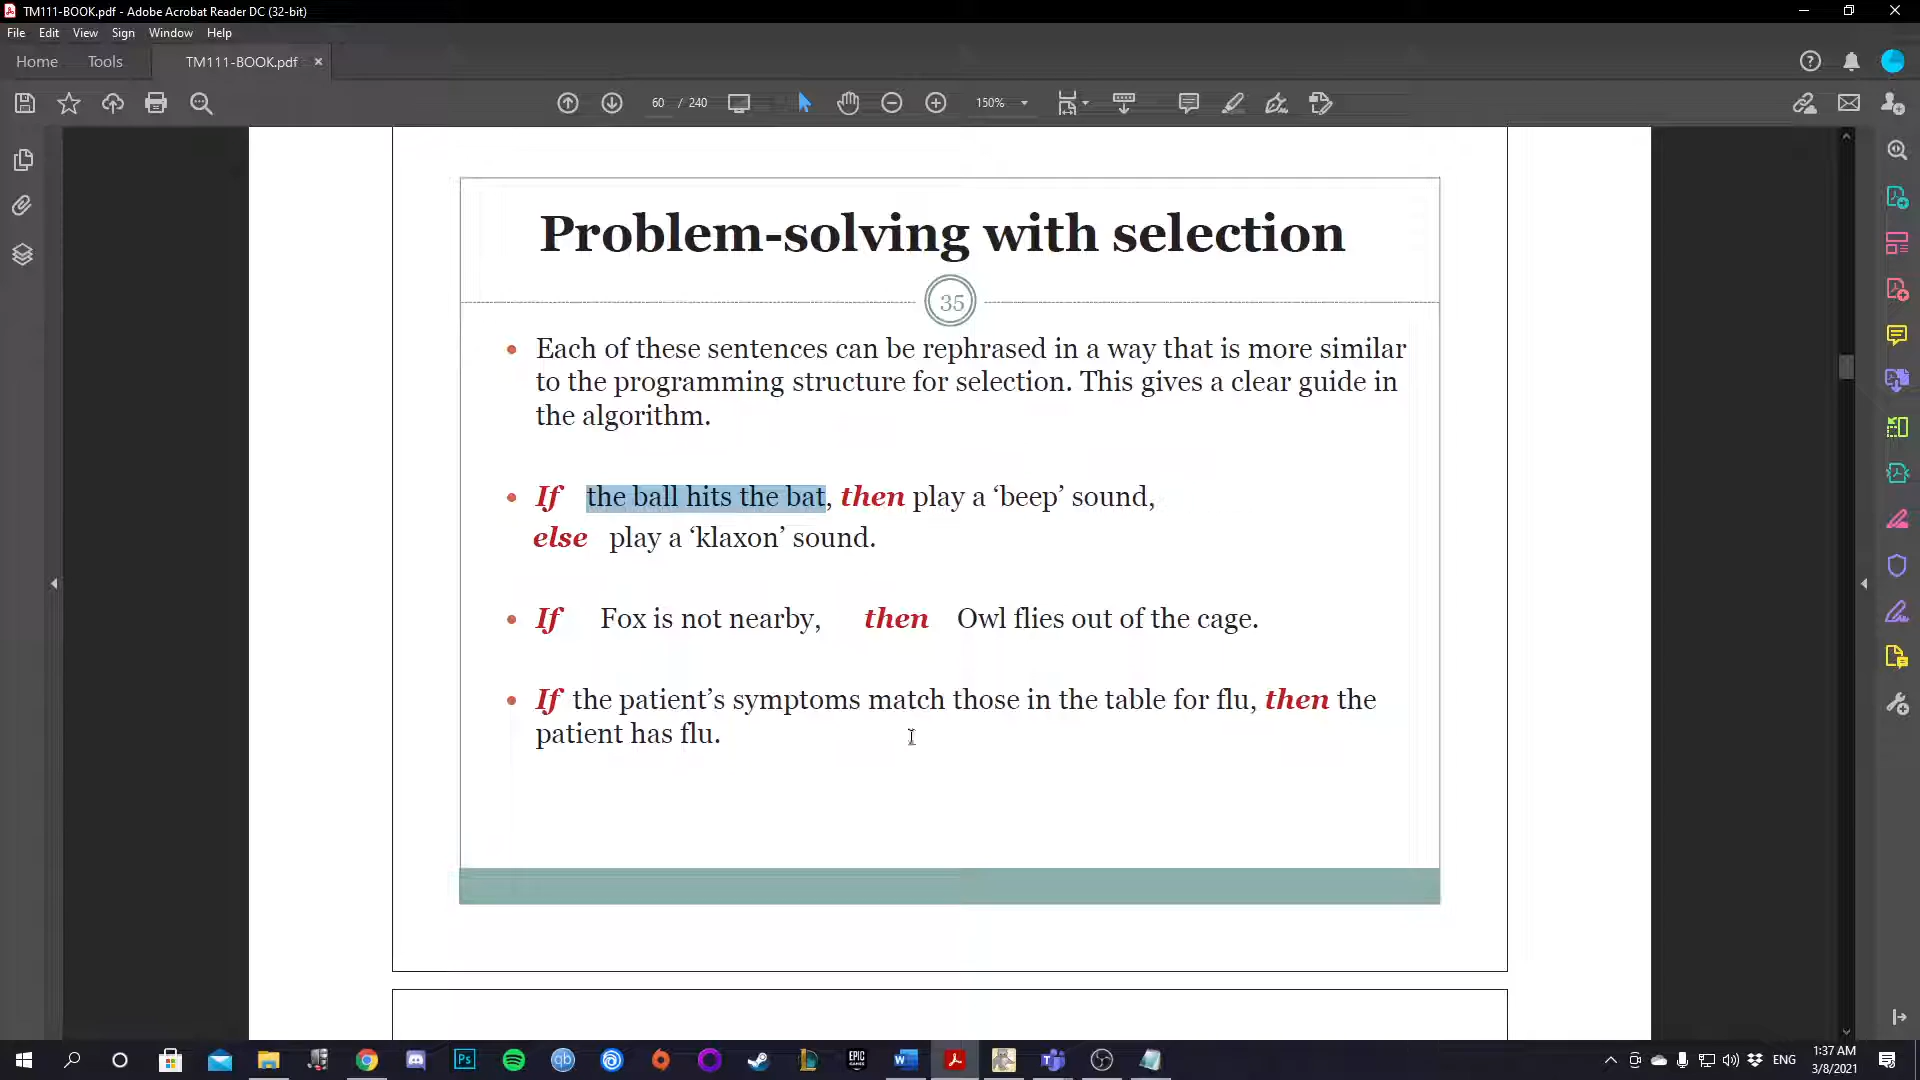 TM111-BOOK.pdf - Adobe Acrobat Reader DC (32-bit)
File Edit View Sign Window Help
Home Tools TM111-BOOK.pdf
60 / 240 150%
Problem-solving with selection
35
Each of these sentences can be rephrased in a way that is more similar
to the programming structure for selection. This gives a clear guide in
the algorithm.
If the ball hits the bat, then play a ‘beep’ sound,
else play a ‘klaxon’ sound.
If Fox is not nearby, then Owl flies out of the cage.
If the patient’s symptoms match those in the table for flu, then the
patient has flu.
Ps
qb
EPIC
GAMES
ENG
1:37 AM
3/8/2021